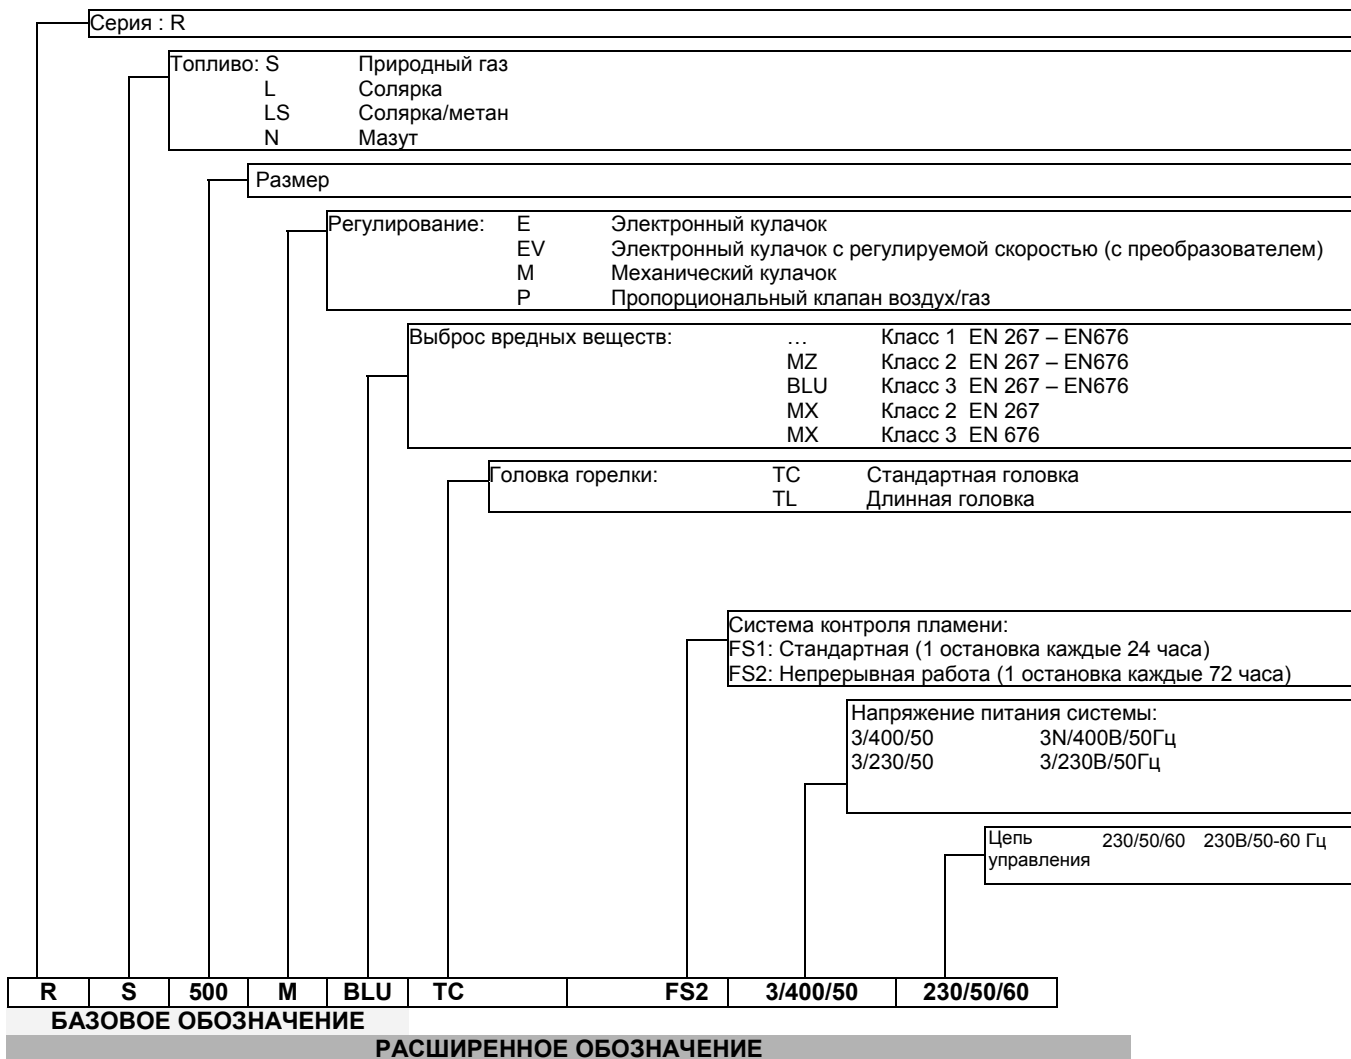 Серия : R
Топливо: S Природный газ
L Солярка
LS Солярка/метан
N Мазут
Размер
Регулирование: E Электронный кулачок
EV Электронный кулачок с регулируемой скоростью (с преобразователем)
M Механический кулачок
P Пропорциональный клапан воздух/газ
Выброс вредных веществ: … Класс 1 EN 267 – EN676
MZ Класс 2 EN 267 – EN676
BLU Класс 3 EN 267 – EN676
MX Класс 2 EN 267
MX Класс 3 EN 676
Головка горелки: TC Стандартная головка
TL Длинная головка
Система контроля пламени:
FS1: Стандартная (1 остановка каждые 24 часа)
FS2: Непрерывная работа (1 остановка каждые 72 часа)
Напряжение питания системы:
3/400/50 3N/400В/50Гц
3/230/50 3/230В/50Гц
Цепь 230/50/60 230В/50-60 Гц
управления
R S 500 M BLU TC FS2 3/400/50 230/50/60
БАЗОВОЕ ОБОЗНАЧЕНИЕ
РАСШИРЕННОЕ ОБОЗНАЧЕНИЕ